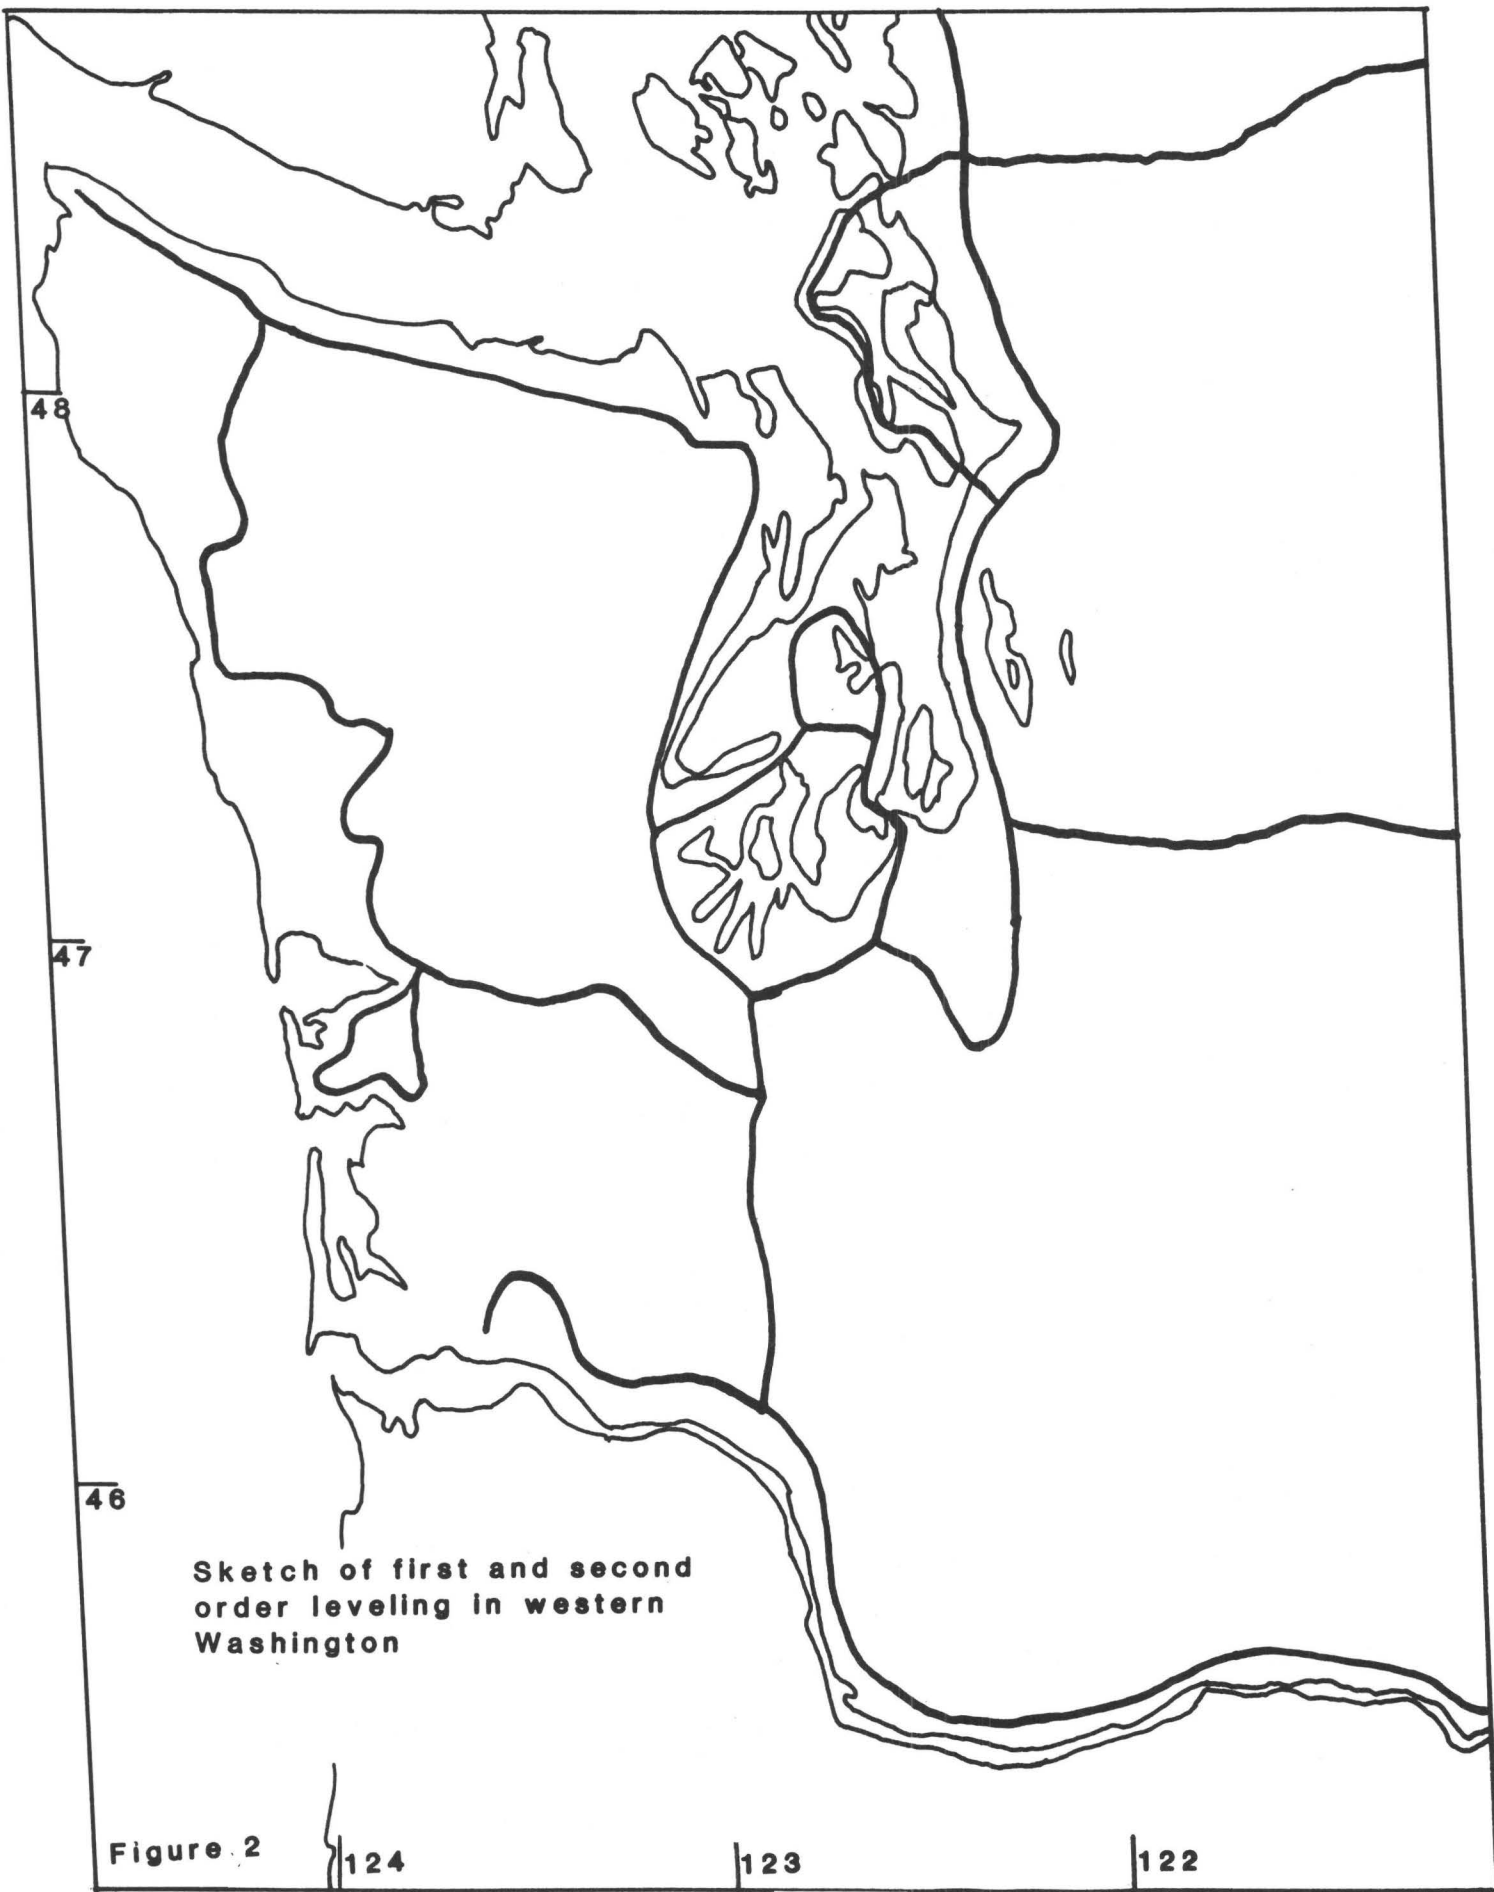 48
47
46
Sketch of first and second
order leveling in western
Washington
Figure 2
124
123
122